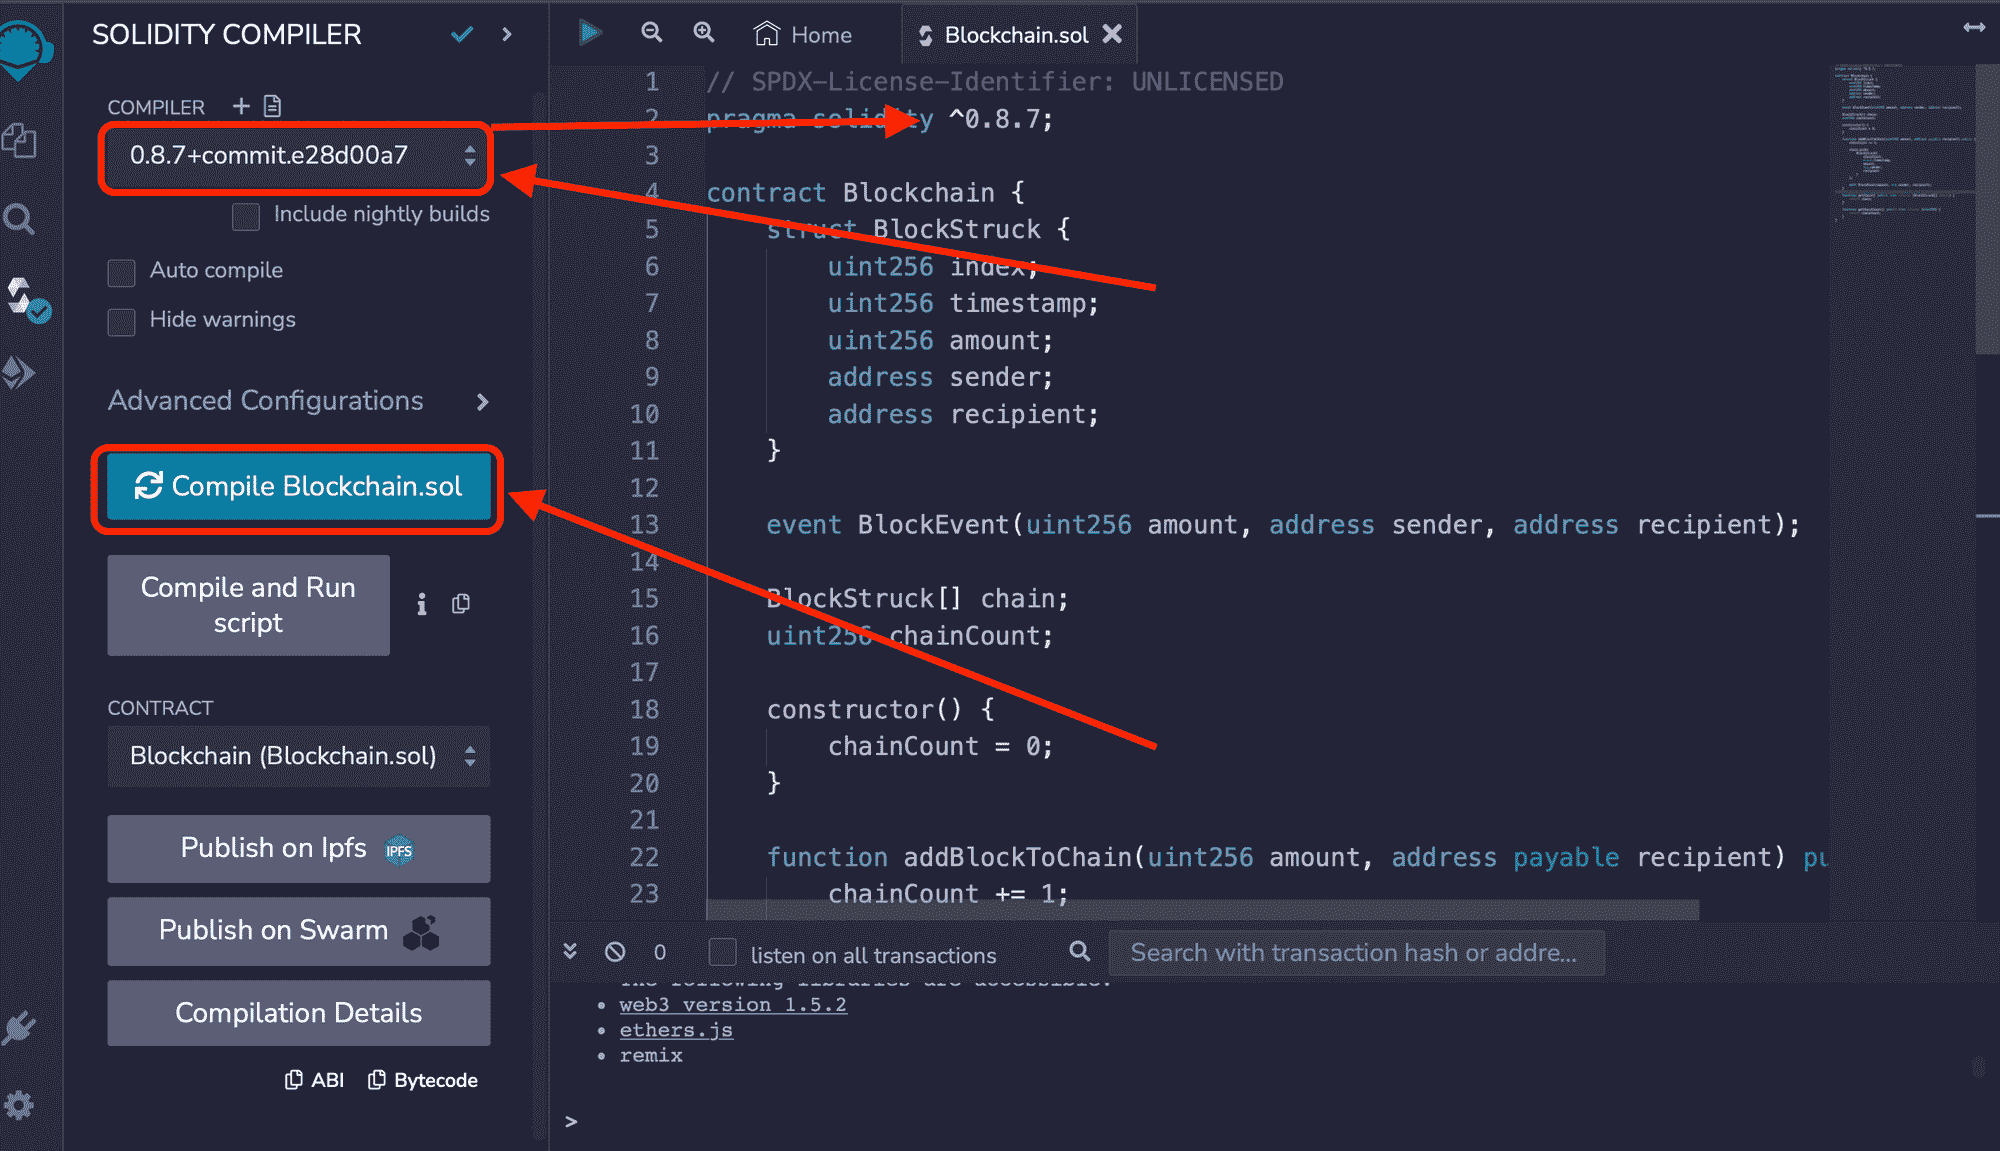 SOLIDITY COMPILER
COMPILER
0.8.7+commit.e28d00a7
Include nightly builds
Auto compile
Hide warnings
Advanced Configurations
Compile Blockchain.sol
Compile and Run
script
CONTRACT
Blockchain (Blockchain.sol)
Publish on Ipfs IPFS
Publish on Swarm
Compilation Details
ABI Bytecode
Home Blockchain.sol
1 // SPDX-License-Identifier: UNLICENSED
2 pragma solidity ^0.8.7;
3
4 contract Blockchain {
5 struct BlockStruck {
6 uint256 index;
7 uint256 timestamp;
8 uint256 amount;
9 address sender;
10 address recipient;
11 }
12
13 event BlockEvent(uint256 amount, address sender, address recipient);
14
15 BlockStruck[] chain;
16 uint256 chainCount;
17
18 constructor() {
19 chainCount = 0;
20 }
21
22 function addBlockToChain(uint256 amount, address payable recipient) pu
23 chainCount += 1;
0 listen on all transactions Search with transaction hash or addre...
The following libraries are accessible:
• web3 version 1.5.2
• ethers.js
• remix
>